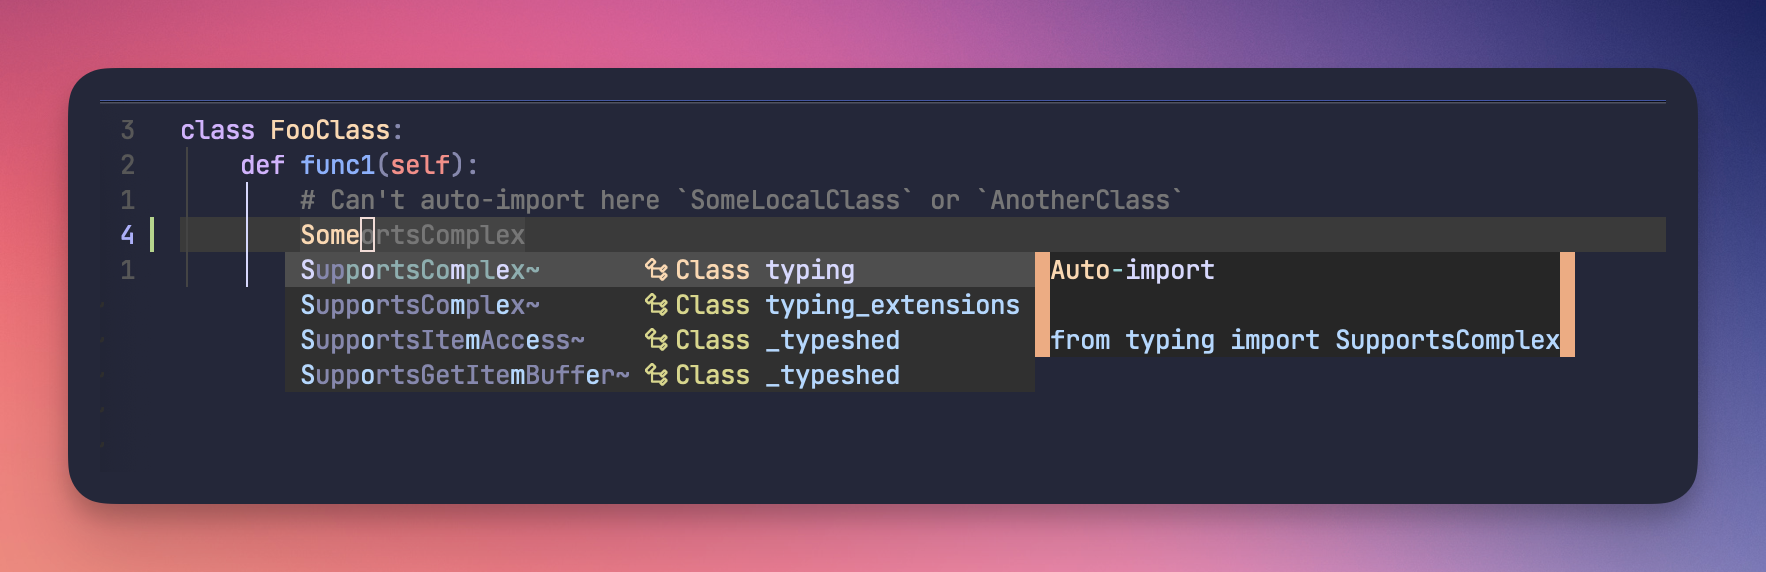 3 class FooClass:
2 def func1(self):
1 # Can't auto-import here `SomeLocalClass` or `AnotherClass`
4 SomeortsComplex
1 SupportsComplex~ Class typing Auto-import
SupportsComplex~ Class typing_extensions
SupportsItemAccess~ Class _typeshed from typing import SupportsComplex
SupportsGetItemBuffer~ Class _typeshed